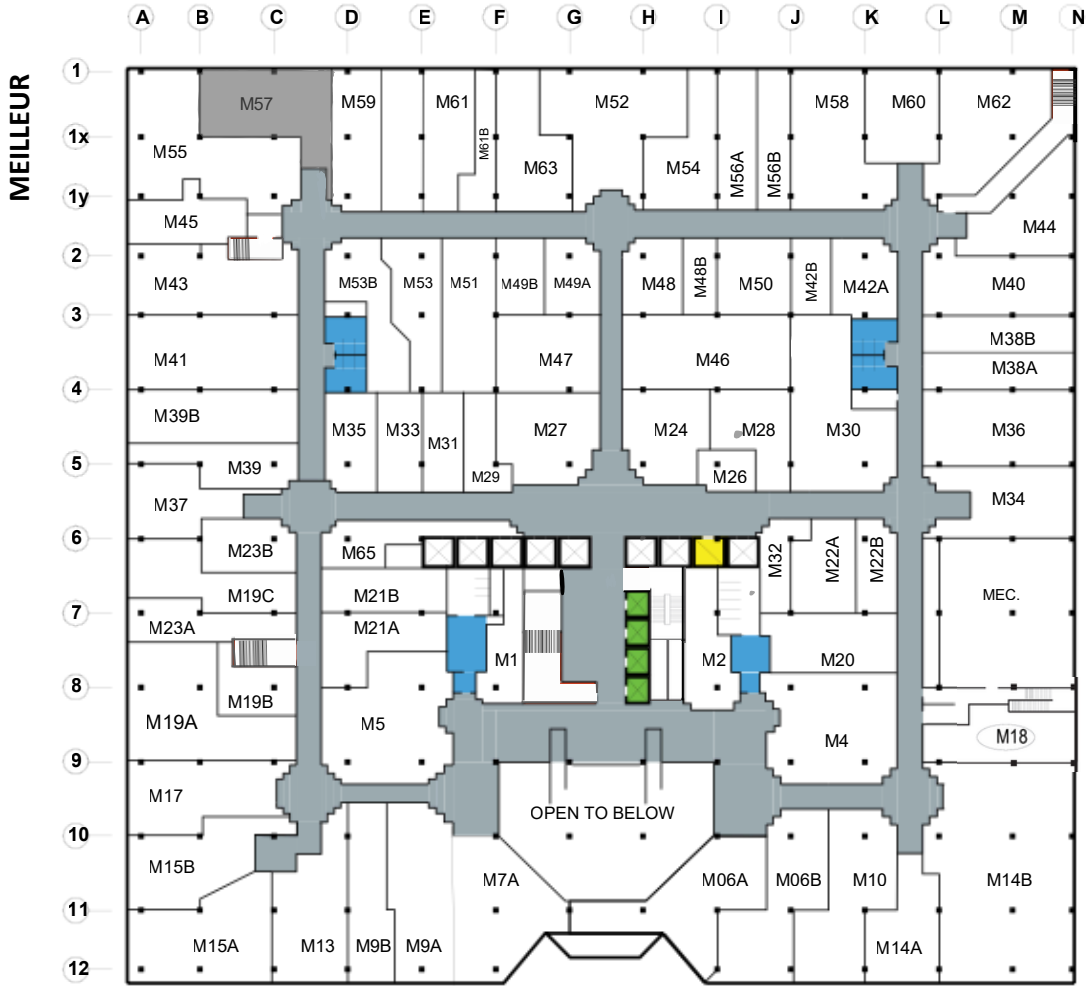 A B C D E F G H I J K L M N
MEILLEUR
1
M57 M59 M61 M52 M58 M60 M62
M61B
1x
M55 M63 M54 M56A M56B
1y
M45 M44
2
M43 M53B M53 M51 M49B M49A M48 M48B M50 M42B M42A M40
3
M38B
M41 M47 M46
M38A
4
M39B M35 M33 M31 M27 M24 M28 M30 M36
5
M39 M29 M26
M37 M34
6
M23B M65 M32 M22A M22B
M19C M21B MEC.
7
M23A M21A
M1 M2 M20
8
M19B
M19A M5 M4 M18
9
M17
OPEN TO BELOW
10
M15B M7A M06A M06B M10 M14B
11
M15A M13 M9B M9A M14A
12